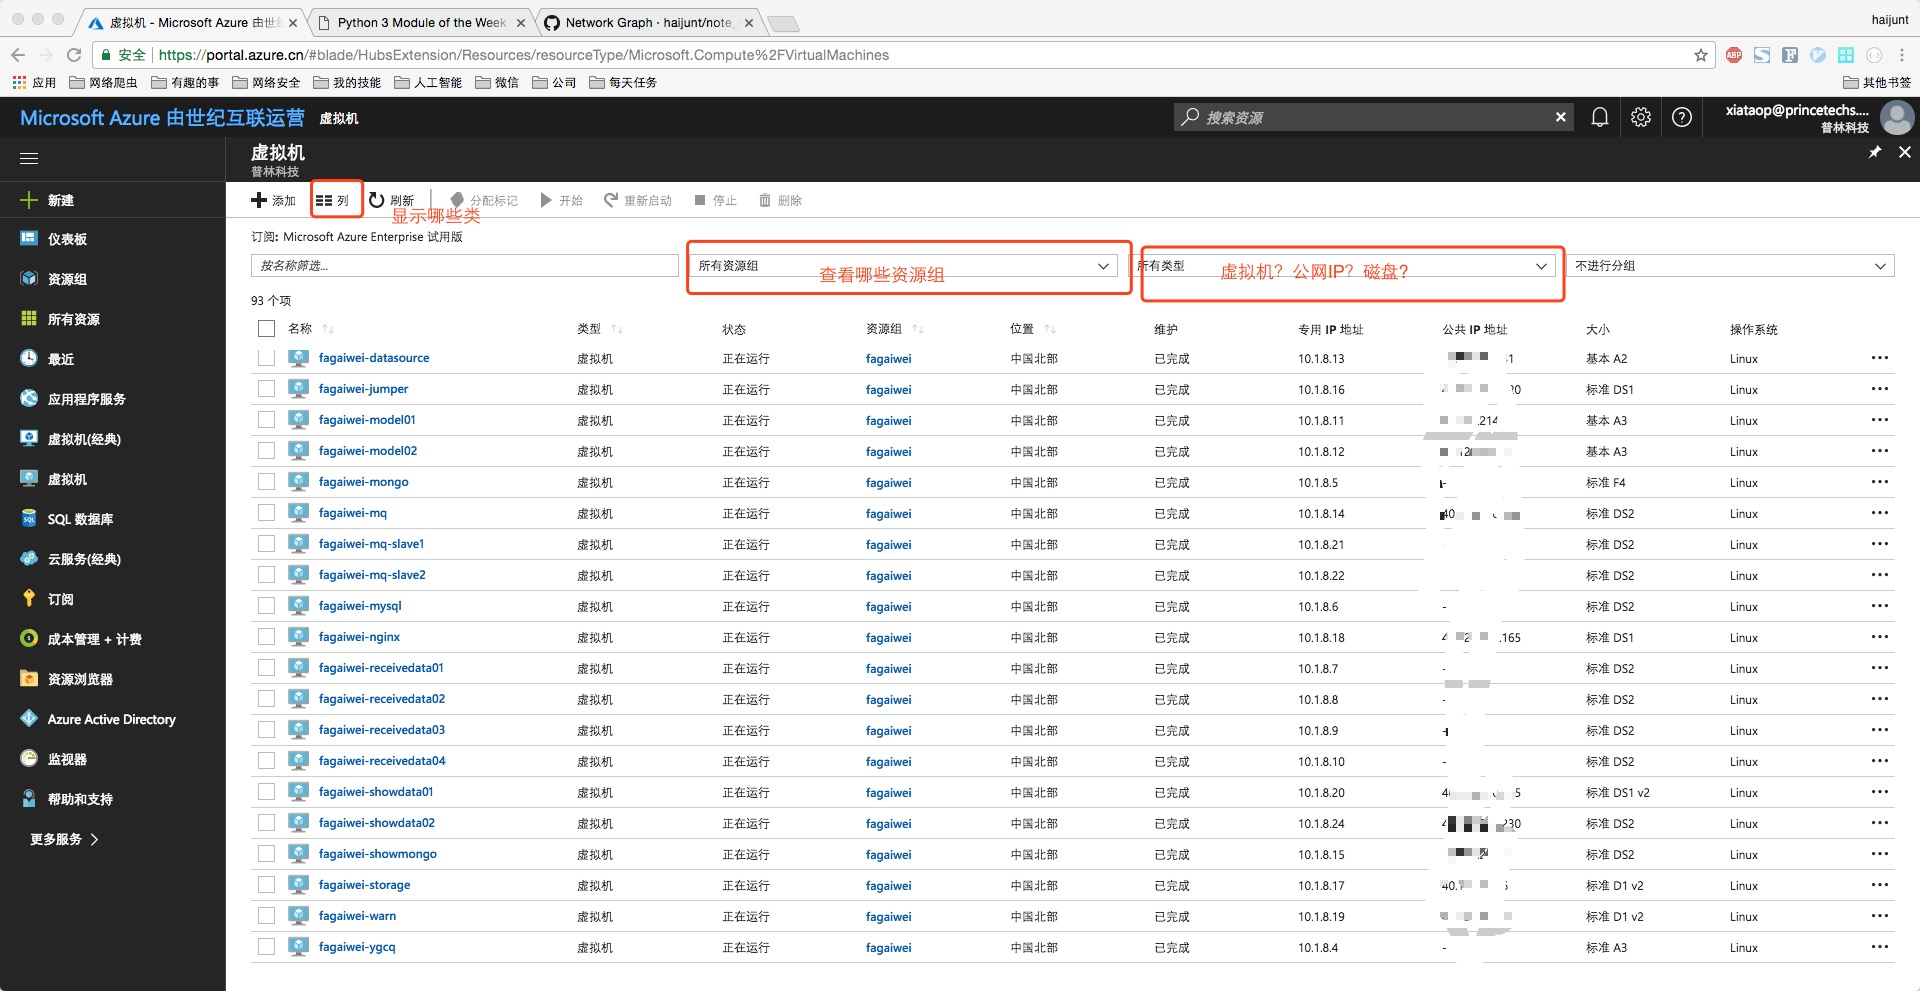 虚拟机 - Microsoft Azure 由世纪
Python 3 Module of the Week
Network Graph · haijunt/note_
haijunt
安全 https://portal.azure.cn/#blade/HubsExtension/Resources/resourceType/Microsoft.Compute%2FVirtualMachines
应用 网络爬虫 有趣的事 网络安全 我的技能 人工智能 微信 公司 每天任务 其他书签
Microsoft Azure 由世纪互联运营 虚拟机 搜索资源 xiataop@princetechs....
普林科技
虚拟机
普林科技
新建
仪表板
资源组
所有资源
最近
应用程序服务
虚拟机(经典)
虚拟机
SQL 数据库
云服务(经典)
订阅
成本管理 + 计费
资源浏览器
Azure Active Directory
监视器
帮助和支持
更多服务
添加 列 刷新 分配标记 开始 重新启动 停止 删除
显示哪些类
订阅: Microsoft Azure Enterprise 试用版
按名称筛选... 所有资源组 查看哪些资源组 所有类型 虚拟机？公网IP？磁盘？ 不进行分组
93 个项
名称 类型 状态 资源组 位置 维护 专用 IP 地址 公共 IP 地址 大小 操作系统
fagaiwei-datasource 虚拟机 正在运行 fagaiwei 中国北部 已完成 10.1.8.13 基本 A2 Linux
fagaiwei-jumper 虚拟机 正在运行 fagaiwei 中国北部 已完成 10.1.8.16 标准 DS1 Linux
fagaiwei-model01 虚拟机 正在运行 fagaiwei 中国北部 已完成 10.1.8.11 .214 基本 A3 Linux
fagaiwei-model02 虚拟机 正在运行 fagaiwei 中国北部 已完成 10.1.8.12 基本 A3 Linux
fagaiwei-mongo 虚拟机 正在运行 fagaiwei 中国北部 已完成 10.1.8.5 - 标准 F4 Linux
fagaiwei-mq 虚拟机 正在运行 fagaiwei 中国北部 已完成 10.1.8.14 40 标准 DS2 Linux
fagaiwei-mq-slave1 虚拟机 正在运行 fagaiwei 中国北部 已完成 10.1.8.21 标准 DS2 Linux
fagaiwei-mq-slave2 虚拟机 正在运行 fagaiwei 中国北部 已完成 10.1.8.22 标准 DS2 Linux
fagaiwei-mysql 虚拟机 正在运行 fagaiwei 中国北部 已完成 10.1.8.6 - 标准 DS2 Linux
fagaiwei-nginx 虚拟机 正在运行 fagaiwei 中国北部 已完成 10.1.8.18 .165 标准 DS1 Linux
fagaiwei-receivedata01 虚拟机 正在运行 fagaiwei 中国北部 已完成 10.1.8.7 - 标准 DS2 Linux
fagaiwei-receivedata02 虚拟机 正在运行 fagaiwei 中国北部 已完成 10.1.8.8 - 标准 DS2 Linux
fagaiwei-receivedata03 虚拟机 正在运行 fagaiwei 中国北部 已完成 10.1.8.9 - 标准 DS2 Linux
fagaiwei-receivedata04 虚拟机 正在运行 fagaiwei 中国北部 已完成 10.1.8.10 - 标准 DS2 Linux
fagaiwei-showdata01 虚拟机 正在运行 fagaiwei 中国北部 已完成 10.1.8.20 标准 DS1 v2 Linux
fagaiwei-showdata02 虚拟机 正在运行 fagaiwei 中国北部 已完成 10.1.8.24 230 标准 DS2 Linux
fagaiwei-showmongo 虚拟机 正在运行 fagaiwei 中国北部 已完成 10.1.8.15 标准 DS2 Linux
fagaiwei-storage 虚拟机 正在运行 fagaiwei 中国北部 已完成 10.1.8.17 40. 标准 D1 v2 Linux
fagaiwei-warn 虚拟机 正在运行 fagaiwei 中国北部 已完成 10.1.8.19 标准 D1 v2 Linux
fagaiwei-ygcq 虚拟机 正在运行 fagaiwei 中国北部 已完成 10.1.8.4 - 标准 A3 Linux